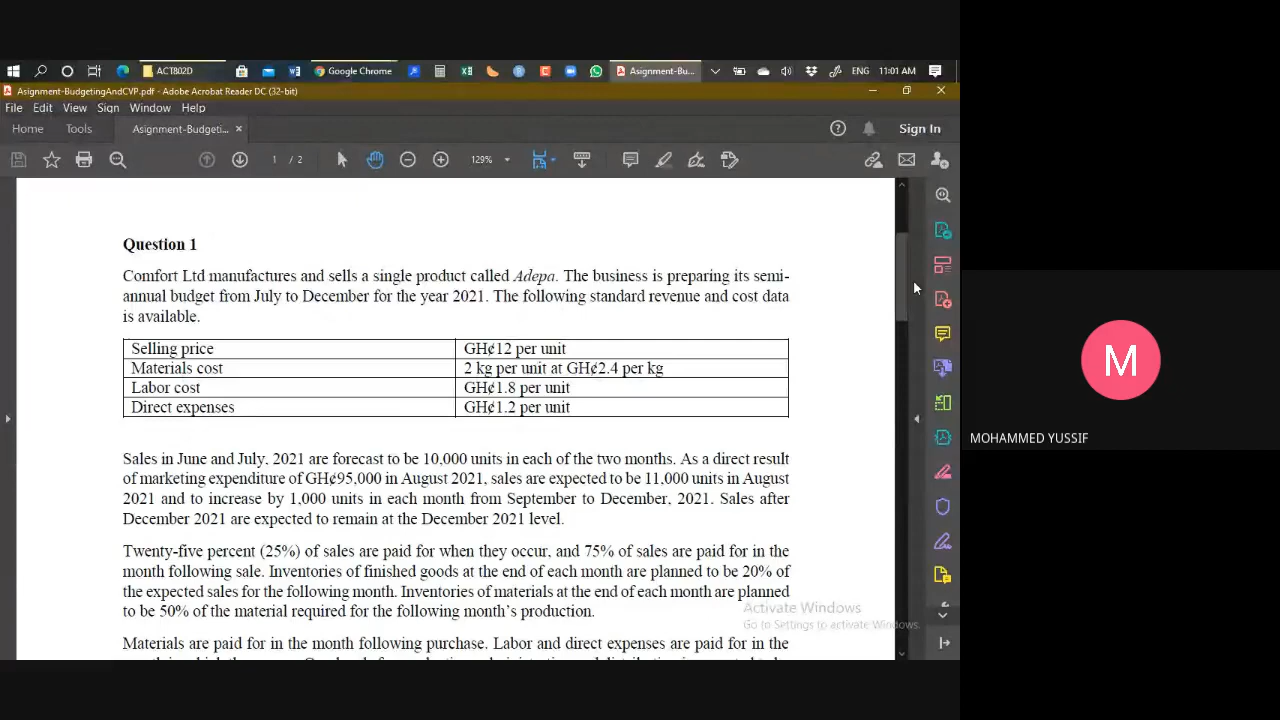 ACT802D
Google Chrome
Asignment-Bu...
ENG
11:01 AM
Asignment-BudgetingAndCVP.pdf - Adobe Acrobat Reader DC (32-bit)
File Edit View Sign Window Help
Home Tools Asignment-Budgeti... × Sign In
1 / 2 129%
Question 1
Comfort Ltd manufactures and sells a single product called Adepa. The business is preparing its semi-
annual budget from July to December for the year 2021. The following standard revenue and cost data
is available.
Selling price GH¢12 per unit
Materials cost 2 kg per unit at GH¢2.4 per kg
Labor cost GH¢1.8 per unit
Direct expenses GH¢1.2 per unit
Sales in June and July, 2021 are forecast to be 10,000 units in each of the two months. As a direct result
of marketing expenditure of GH¢95,000 in August 2021, sales are expected to be 11,000 units in August
2021 and to increase by 1,000 units in each month from September to December, 2021. Sales after
December 2021 are expected to remain at the December 2021 level.
Twenty-five percent (25%) of sales are paid for when they occur, and 75% of sales are paid for in the
month following sale. Inventories of finished goods at the end of each month are planned to be 20% of
the expected sales for the following month. Inventories of materials at the end of each month are planned
to be 50% of the material required for the following month's production.
Activate Windows
Go to Settings to activate Windows.
Materials are paid for in the month following purchase. Labor and direct expenses are paid for in the
M
MOHAMMED YUSSIF